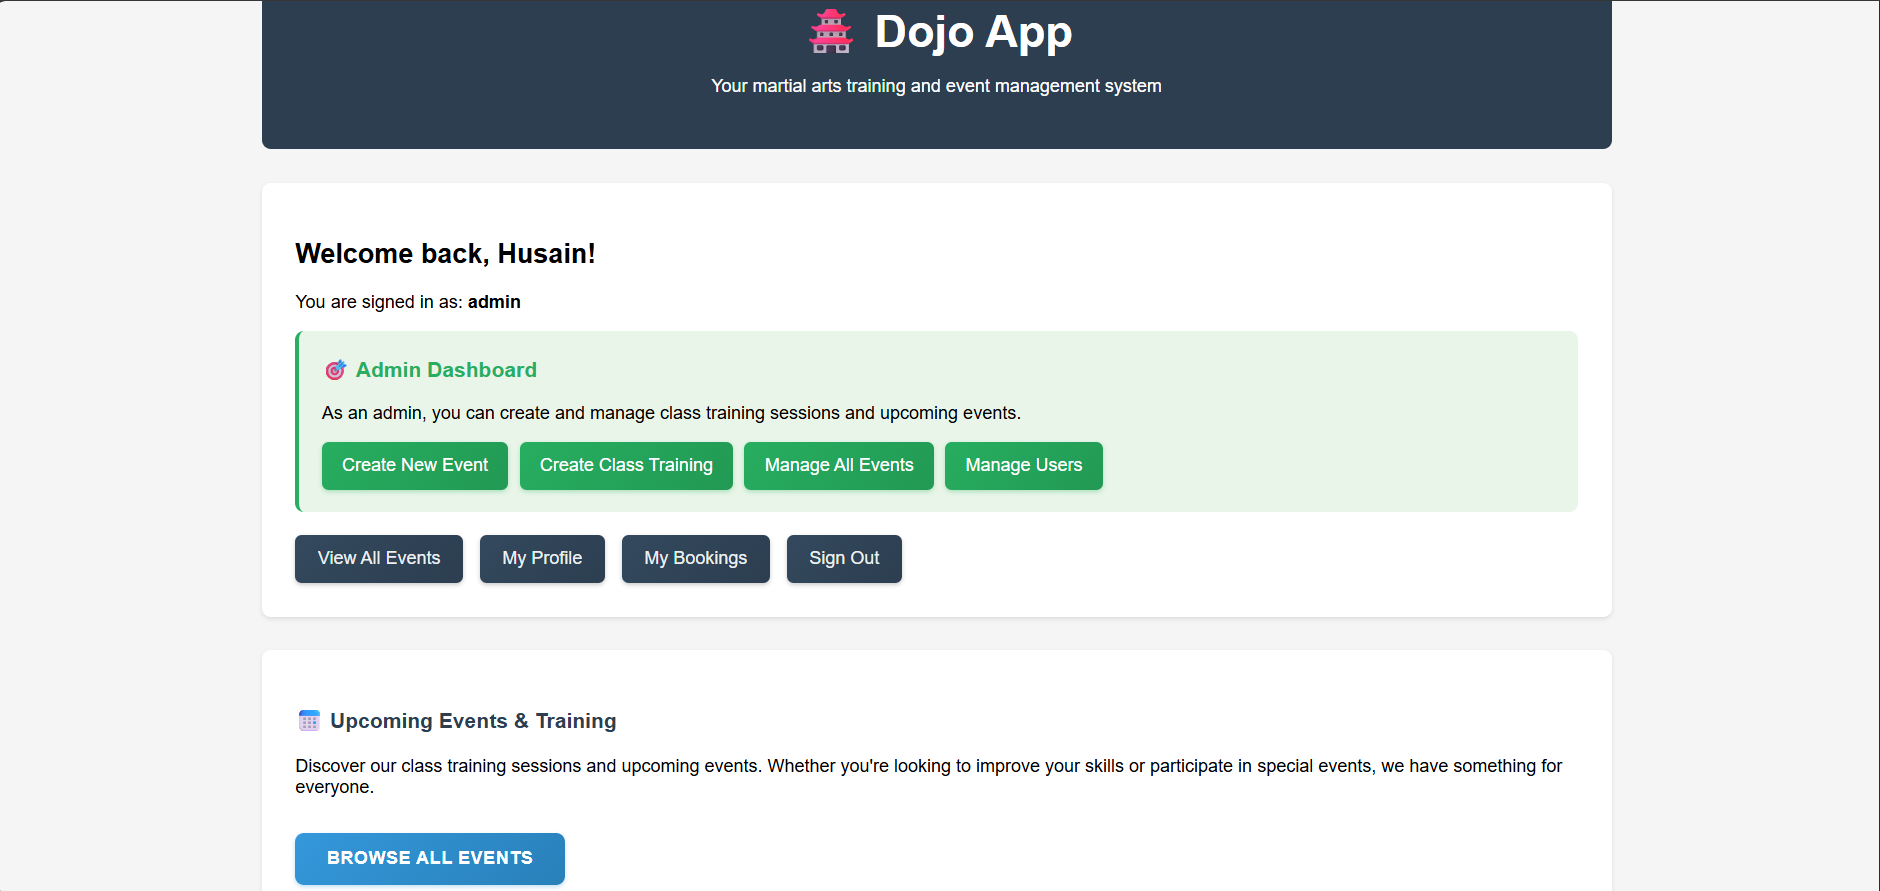 Dojo App
Your martial arts training and event management system
Welcome back, Husain!
You are signed in as: admin
Admin Dashboard
As an admin, you can create and manage class training sessions and upcoming events.
Create New Event
Create Class Training
Manage All Events
Manage Users
View All Events
My Profile
My Bookings
Sign Out
Upcoming Events & Training
Discover our class training sessions and upcoming events. Whether you're looking to improve your skills or participate in special events, we have something for
everyone.
BROWSE ALL EVENTS